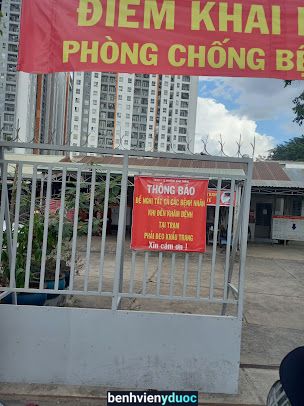 ĐIỂM KHAI
PHÒNG CHỐNG BỆ
THÔNG BÁO
ĐỀ NGHỊ TẤT CẢ CÁC BỆNH NHÂN
KHI ĐẾN KHÁM BỆNH
TẠI TRẠM
PHẢI ĐEO KHẨU TRANG
Xin cảm ơn !
benhvienyduoc